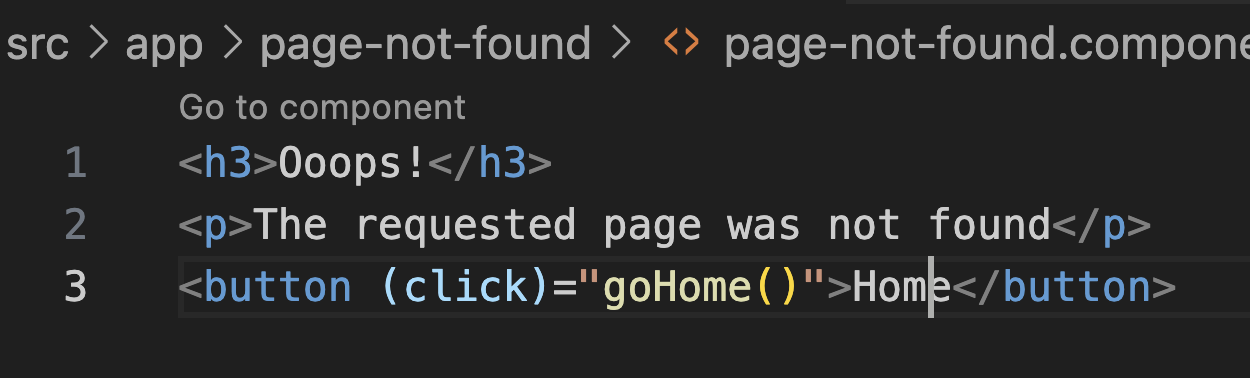 src > app > page-not-found > <> page-not-found.compone
Go to component
1 <h3>Ooops!</h3>
2 <p>The requested page was not found</p>
3 <button (click)="goHome()">Home</button>